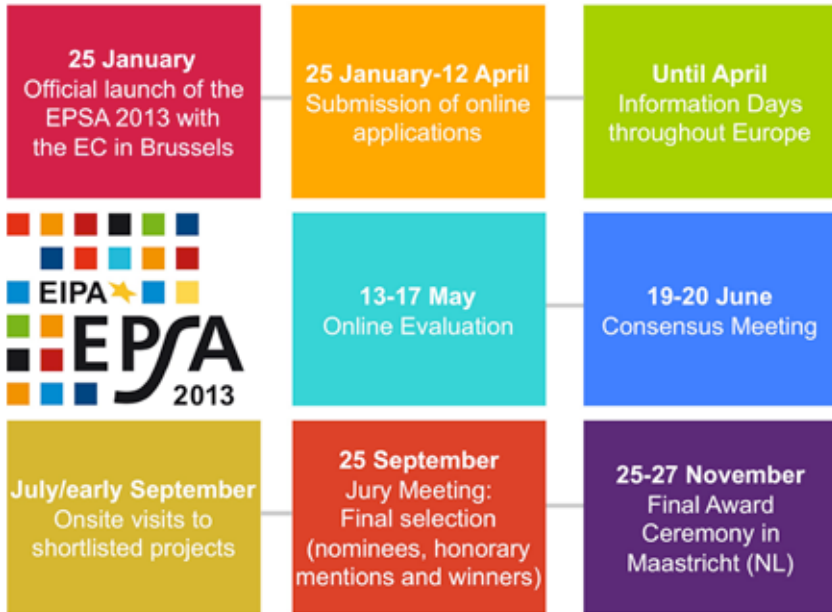 25 January
Official launch of the
EPSA 2013 with
the EC in Brussels
25 January-12 April
Submission of online
applications
Until April
Information Days
throughout Europe
EIPA
EPSA
2013
13-17 May
Online Evaluation
19-20 June
Consensus Meeting
July/early September
Onsite visits to
shortlisted projects
25 September
Jury Meeting:
Final selection
(nominees, honorary
mentions and winners)
25-27 November
Final Award
Ceremony in
Maastricht (NL)